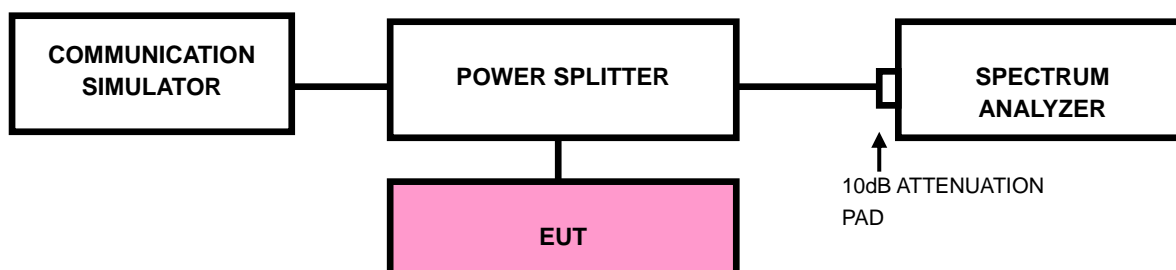 COMMUNICATION
SIMULATOR
POWER SPLITTER
SPECTRUM
ANALYZER
10dB ATTENUATION
PAD
EUT